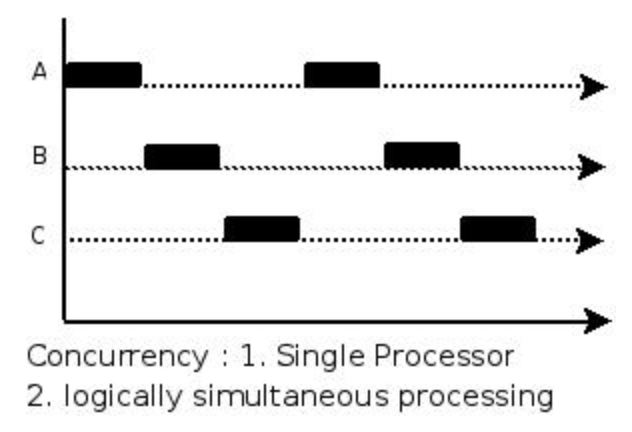 A
B
C
Concurrency : 1. Single Processor
2. logically simultaneous processing